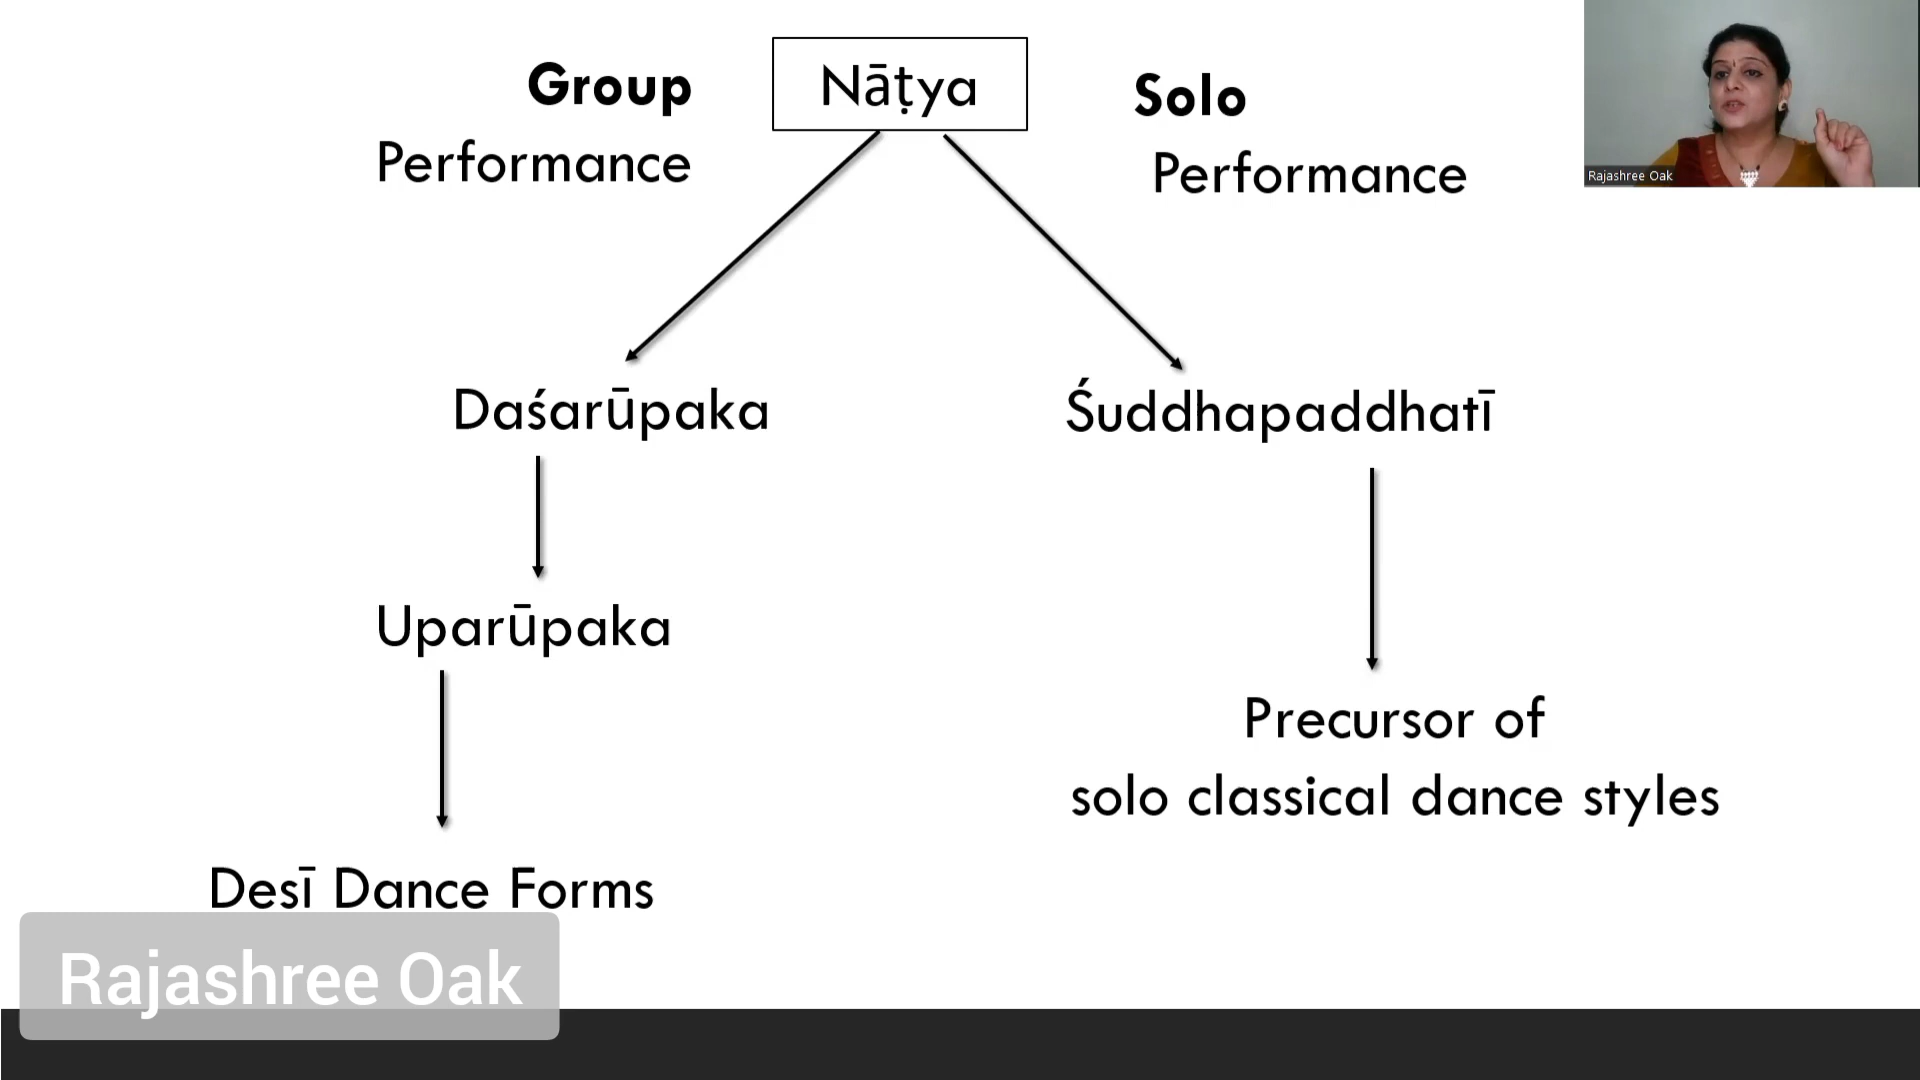 Group
Performance
Nāṭya
Solo
Performance
Rajashree Oak
Daśarūpaka
Śuddhapaddhatī
Uparūpaka
Precursor of
solo classical dance styles
Desī Dance Forms
Rajashree Oak